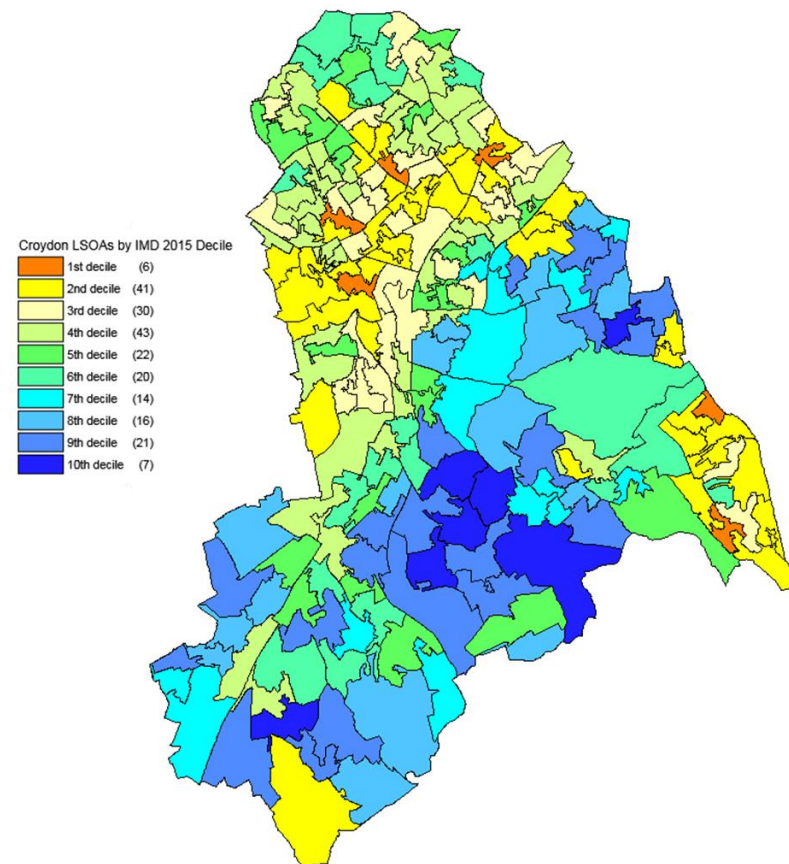 Croydon LSOAs by IMD 2015 Decile
1st decile (6)
2nd decile (41)
3rd decile (30)
4th decile (43)
5th decile (22)
6th decile (20)
7th decile (14)
8th decile (16)
9th decile (21)
10th decile (7)